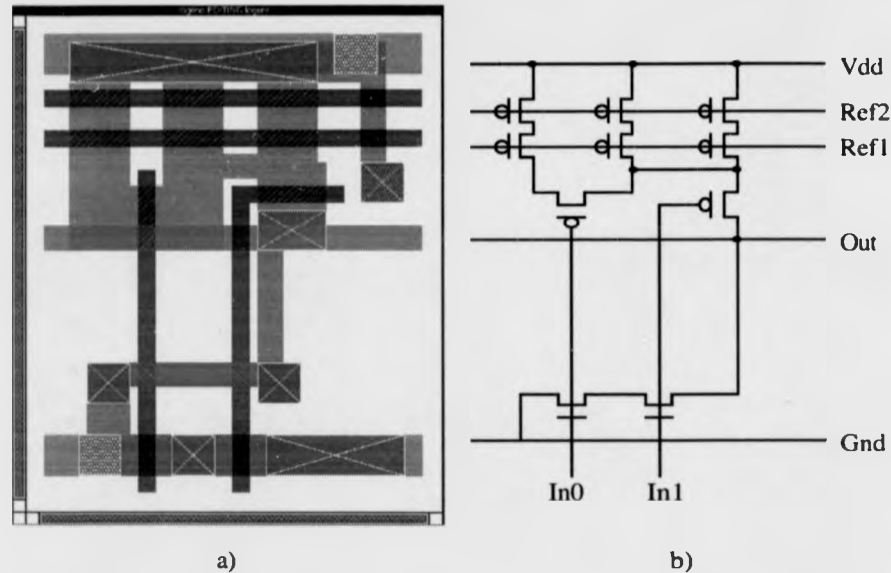 Vdd
Ref2
Ref1
Out
Gnd
In0 In1
a) b)